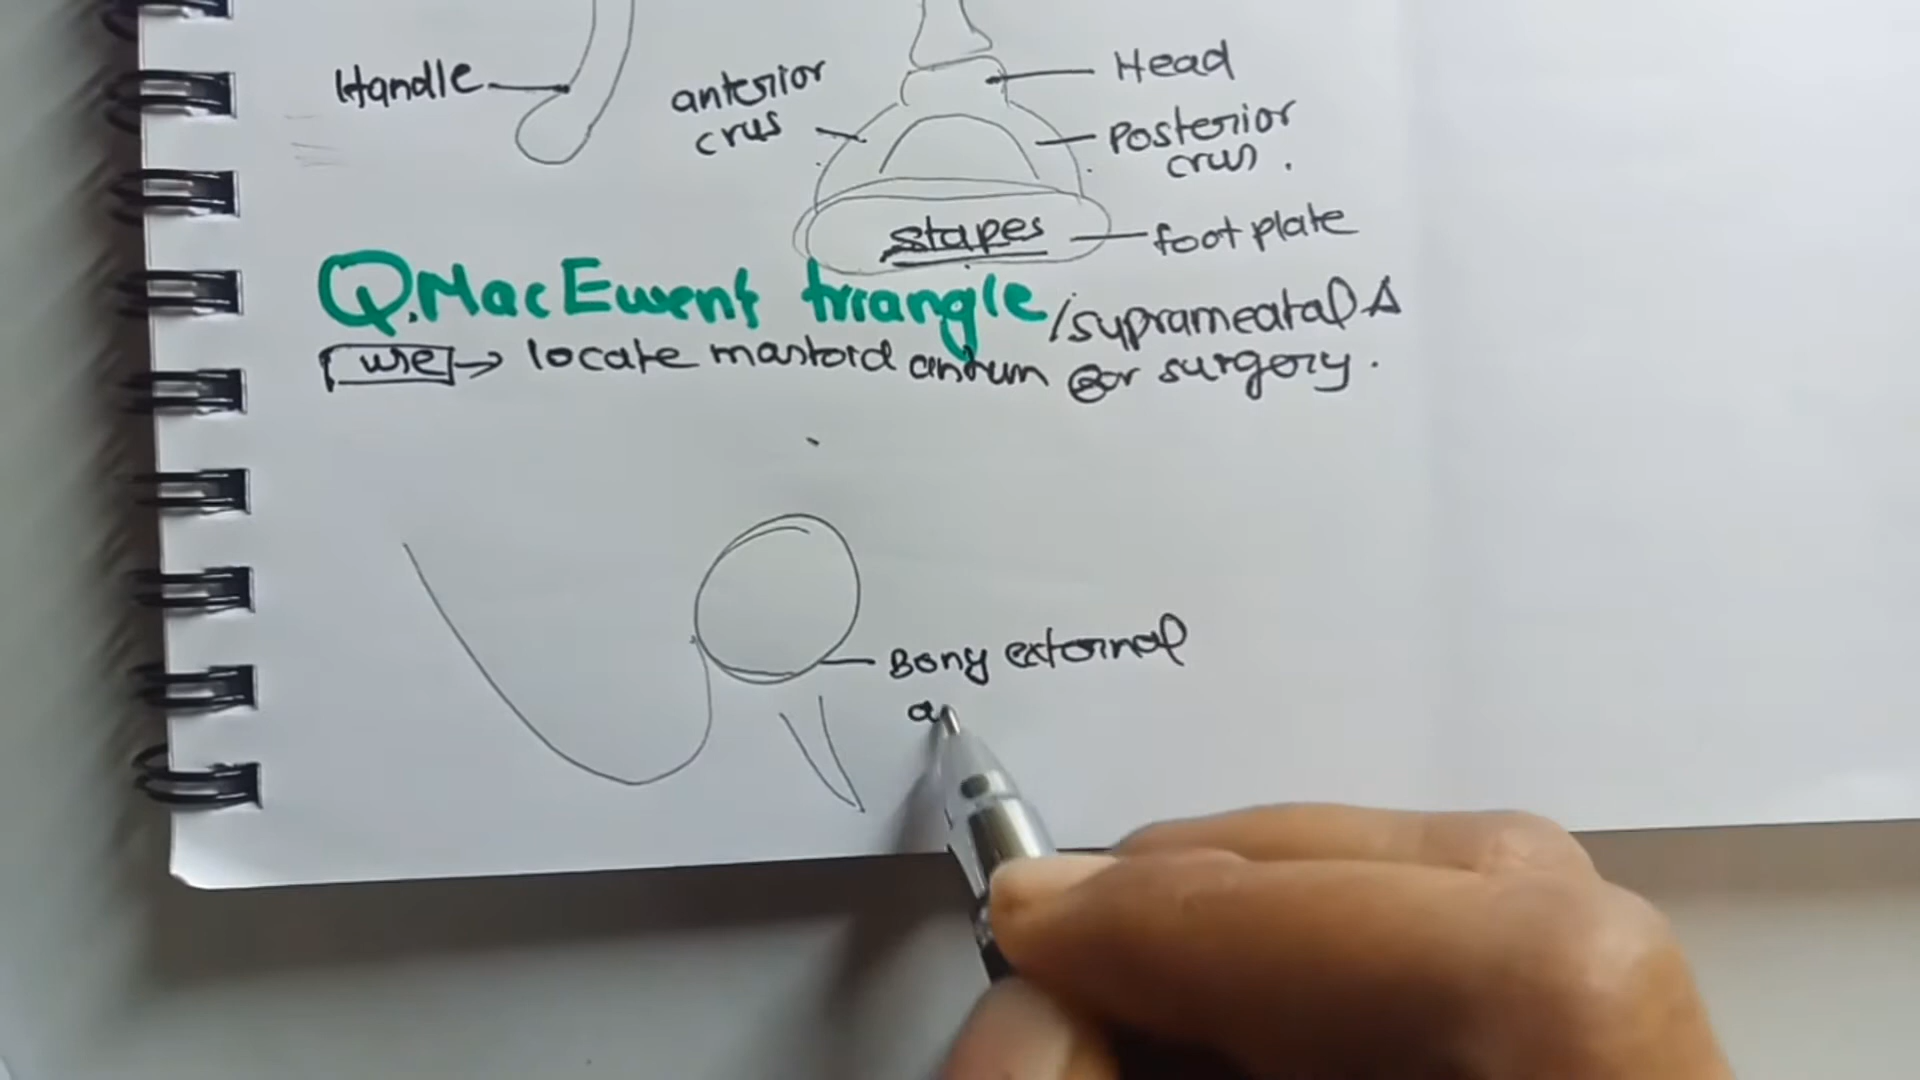 Handle
anterior
crus
Head
Posterior
crus.
stapes
foot plate
Q.MacEwent triangle/suprameatal Δ
use → locate mastoid antrum for surgery.
Bony external
a